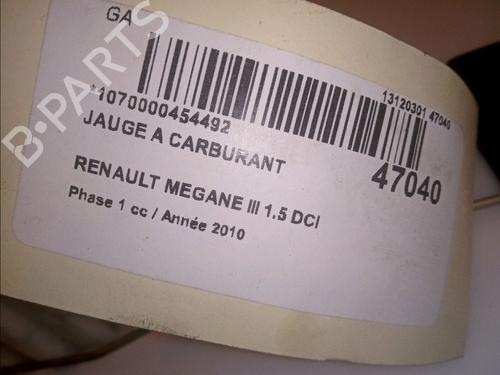 GA
13120301 47040
*1070000454492
JAUGE A CARBURANT
47040
RENAULT MEGANE III 1.5 DCI
Phase 1 cc / Année 2010
B-PARTS